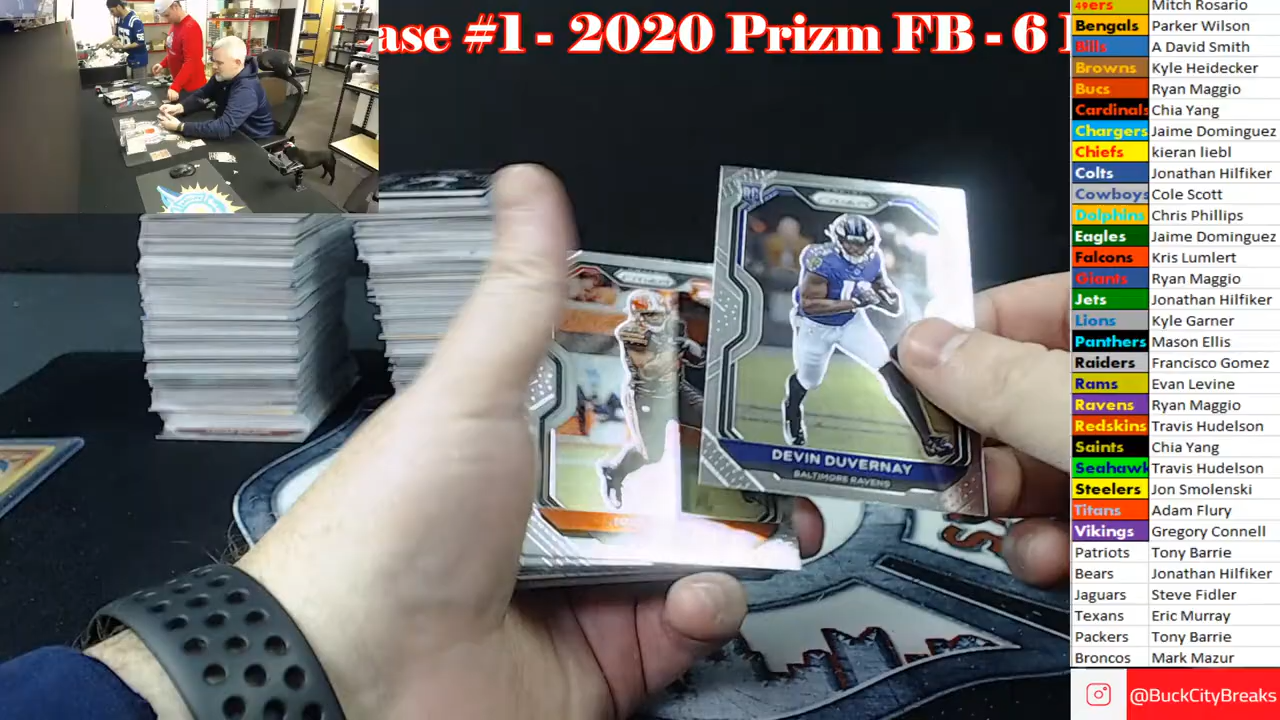 ase #1 - 2020 Prizm FB - 6
49ers Mitch Rosario
Bengals Parker Wilson
Bills A David Smith
Browns Kyle Heidecker
Bucs Ryan Maggio
Cardinals Chia Yang
Chargers Jaime Dominguez
Chiefs kieran liebl
Colts Jonathan Hilfiker
Cowboys Cole Scott
Dolphins Chris Phillips
Eagles Jaime Dominguez
Falcons Kris Lumlert
Giants Ryan Maggio
Jets Jonathan Hilfiker
Lions Kyle Garner
Panthers Mason Ellis
Raiders Francisco Gomez
Rams Evan Levine
Ravens Ryan Maggio
Redskins Travis Hudelson
Saints Chia Yang
Seahawk Travis Hudelson
Steelers Jon Smolenski
Titans Adam Flury
Vikings Gregory Connell
Patriots Tony Barrie
Bears Jonathan Hilfiker
Jaguars Steve Fidler
Texans Eric Murray
Packers Tony Barrie
Broncos Mark Mazur
@BuckCityBreaks
RC
PRIZM
DEVIN DUVERNAY
BALTIMORE RAVENS